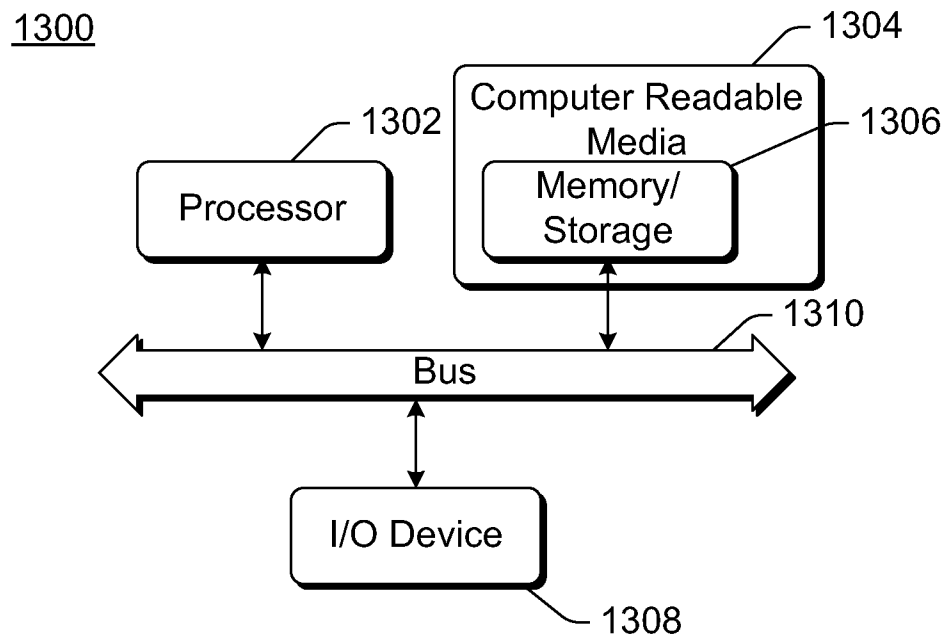 1300
1304
Computer Readable
Media
1302
1306
Processor
Memory/
Storage
1310
Bus
I/O Device
1308